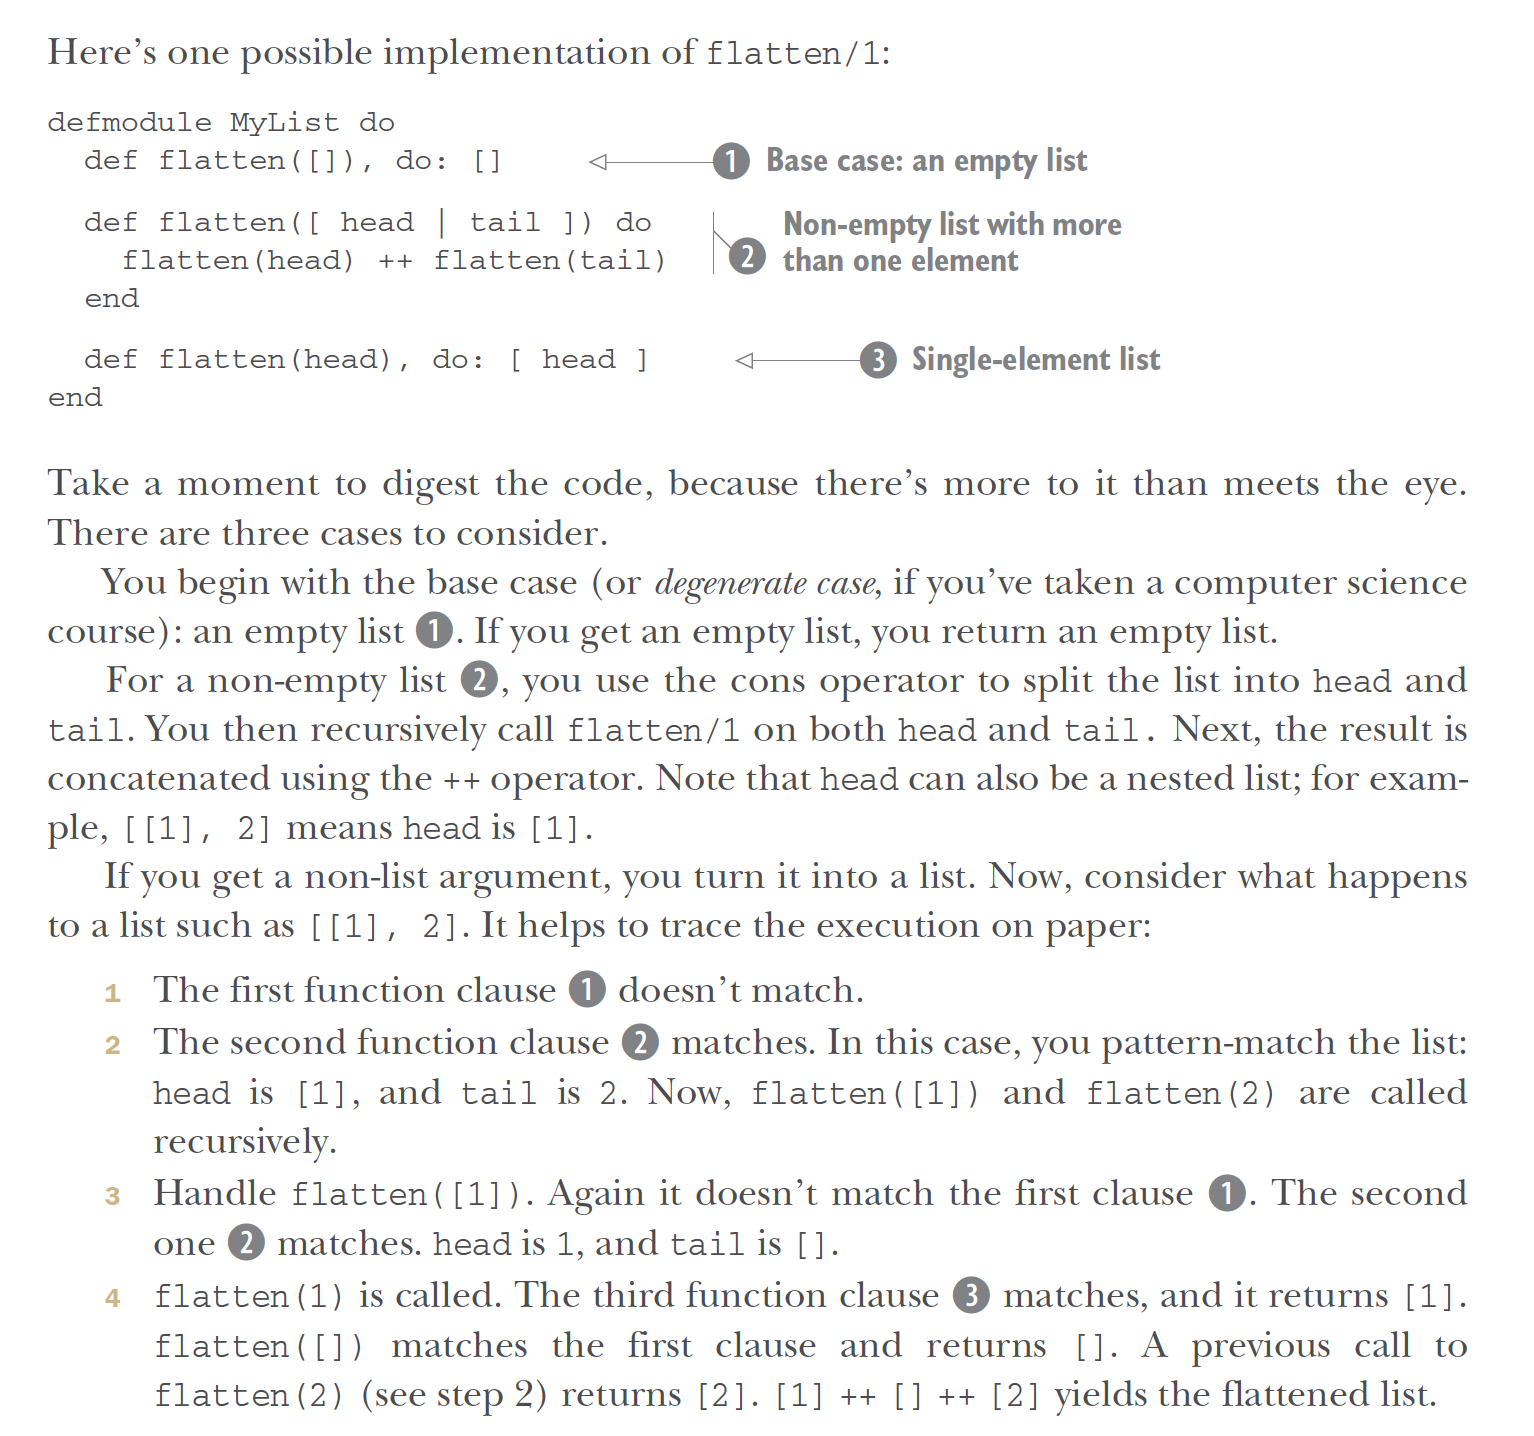 Here’s one possible implementation of flatten/1:
defmodule MyList do
def flatten([]), do: [] 1 Base case: an empty list
def flatten([ head | tail ]) do
flatten(head) ++ flatten(tail)
end
2 Non-empty list with more
than one element
def flatten(head), do: [ head ] 3 Single-element list
end
Take a moment to digest the code, because there’s more to it than meets the eye.
There are three cases to consider.
You begin with the base case (or degenerate case, if you’ve taken a computer science
course): an empty list 1. If you get an empty list, you return an empty list.
For a non-empty list 2, you use the cons operator to split the list into head and
tail. You then recursively call flatten/1 on both head and tail. Next, the result is
concatenated using the ++ operator. Note that head can also be a nested list; for exam-
ple, [[1], 2] means head is [1].
If you get a non-list argument, you turn it into a list. Now, consider what happens
to a list such as [[1], 2]. It helps to trace the execution on paper:
1 The first function clause 1 doesn’t match.
2 The second function clause 2 matches. In this case, you pattern-match the list:
head is [1], and tail is 2. Now, flatten([1]) and flatten(2) are called
recursively.
3 Handle flatten([1]). Again it doesn’t match the first clause 1. The second
one 2 matches. head is 1, and tail is [].
4 flatten(1) is called. The third function clause 3 matches, and it returns [1].
flatten([]) matches the first clause and returns []. A previous call to
flatten(2) (see step 2) returns [2]. [1] ++ [] ++ [2] yields the flattened list.